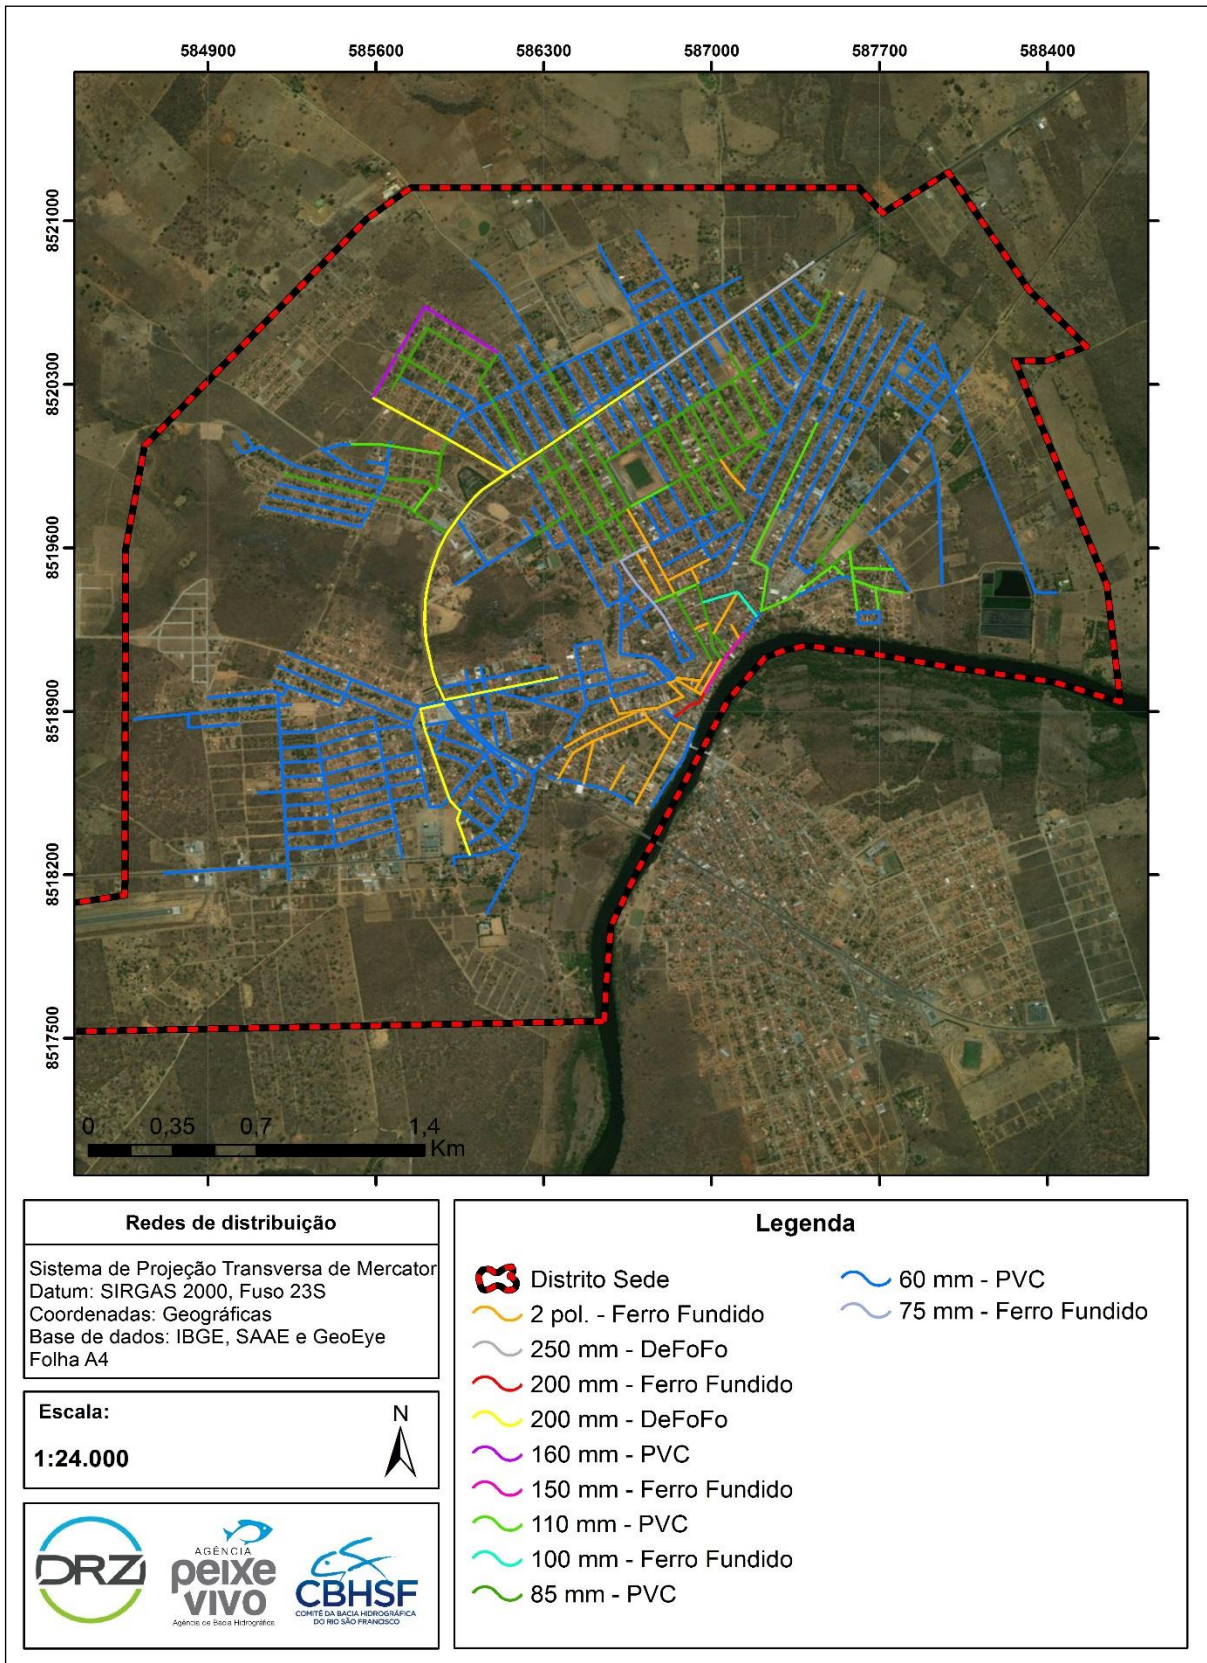 584900 585600 586300 587000 587700 588400
8521000
8520300
8519600
8518900
8518200
8517500
0 0,35 0,7 1,4
Km
Redes de distribuição
Sistema de Projeção Transversa de Mercator
Datum: SIRGAS 2000, Fuso 23S
Coordenadas: Geográficas
Base de dados: IBGE, SAAE e GeoEye
Folha A4
Escala:
1:24.000
N
DRZ
AGÊNCIA
peixe
vivo
Agência de Bacia Hidrográfica
CBHSF
COMITÊ DA BACIA HIDROGRÁFICA
DO RIO SÃO FRANCISCO
Legenda
Distrito Sede
2 pol. - Ferro Fundido
250 mm - DeFoFo
200 mm - Ferro Fundido
200 mm - DeFoFo
160 mm - PVC
150 mm - Ferro Fundido
110 mm - PVC
100 mm - Ferro Fundido
85 mm - PVC
60 mm - PVC
75 mm - Ferro Fundido